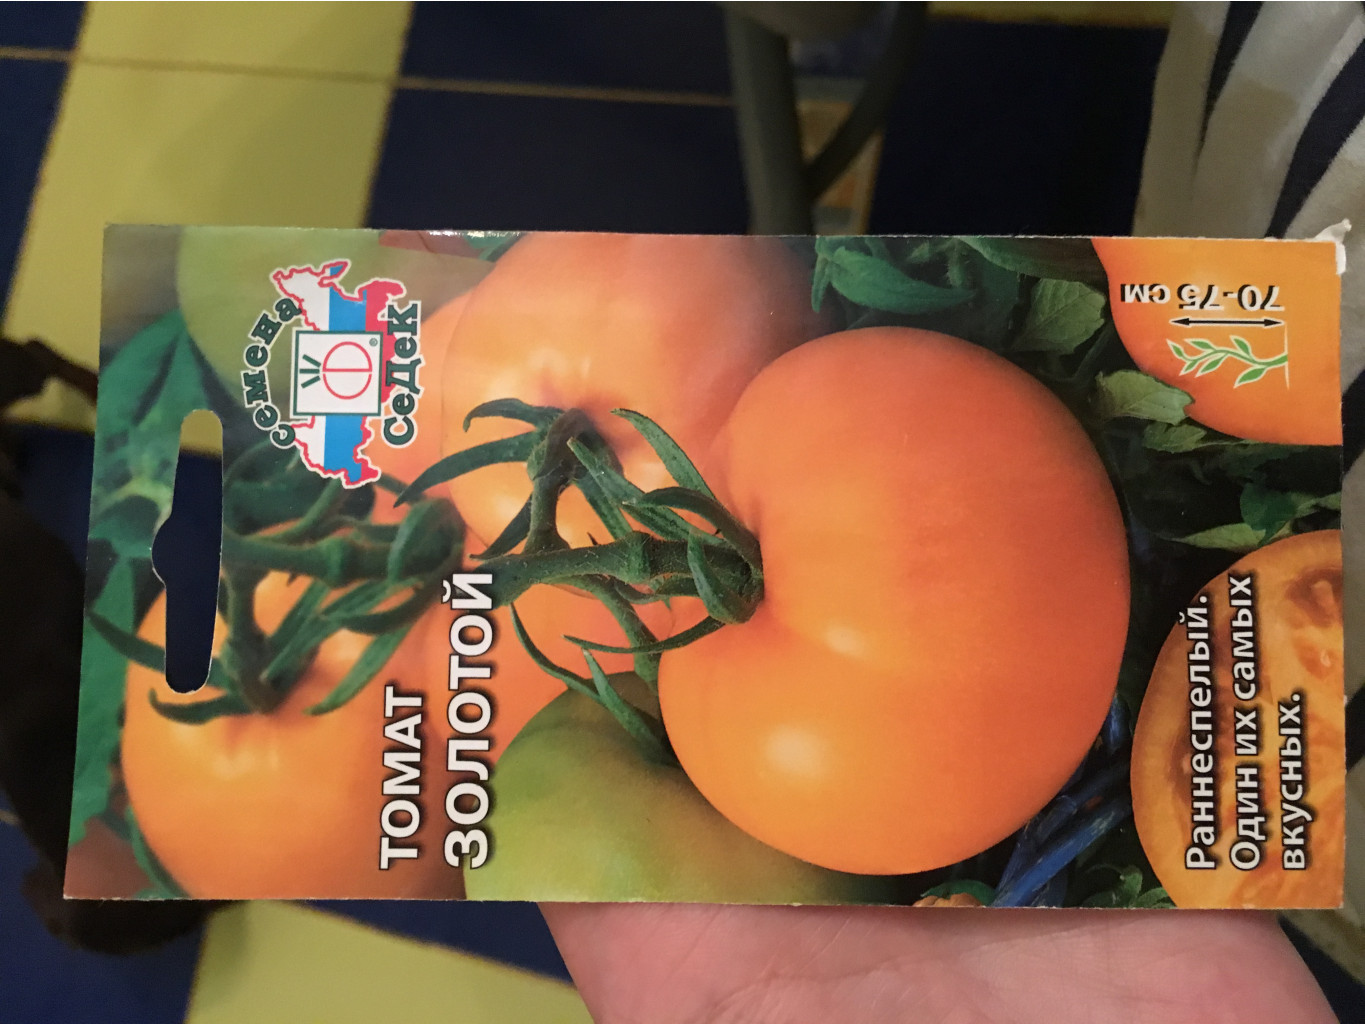 семена
СеДеК
®
ТОМАТ
ЗОЛОТОЙ
70-75 см
Раннеспелый.
Один их самых
вкусных.